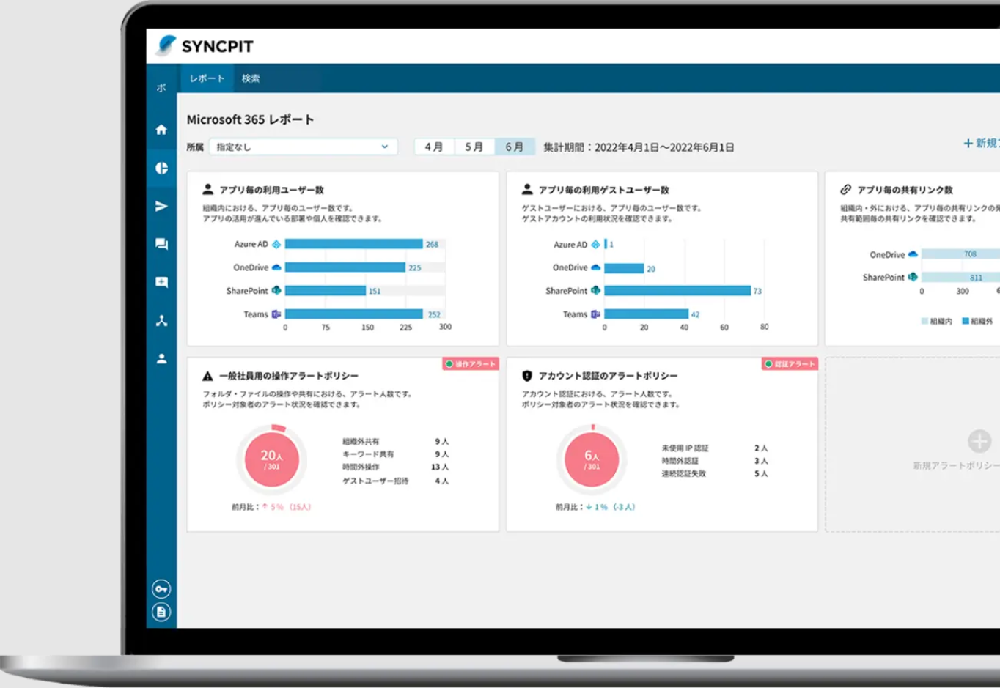 SYNCPIT
ポ
レポート
検索
Microsoft 365 レポート
所属
指定なし
4月
5月
6月
集計期間：2022年4月1日～2022年6月1日
＋新規
アプリ毎の利用ユーザー数
組織内における、アプリ毎のユーザー数です。
アプリの活用が進んでいる部署や個人を確認できます。
Azure AD 268
OneDrive 225
SharePoint 151
Teams 252
0 75 150 225 300
アプリ毎の利用ゲストユーザー数
ゲストユーザーにおける、アプリ毎のユーザー数です。
ゲストアカウントの利用状況を確認できます。
Azure AD 1
OneDrive 20
SharePoint 73
Teams 42
0 20 40 60 80
アプリ毎の共有リンク数
組織内・外における、アプリ毎の共有リンクの
共有範囲毎の共有リンクを確認できます。
OneDrive 708
SharePoint 811
0 300 6
組織内 組織外
操作アラート
一般社員用の操作アラートポリシー
フォルダ・ファイルの操作や共有における、アラート人数です。
ポリシー対象者のアラート状況を確認できます。
20人
/ 301
組織外共有 9人
キーワード共有 9人
時間外操作 13人
ゲストユーザー招待 4人
前月比：↑ 5%（15人）
認証アラート
アカウント認証のアラートポリシー
アカウント認証における、アラート人数です。
ポリシー対象者のアラート状況を確認できます。
6人
/ 301
未使用 IP 認証 2人
時間外認証 3人
連続認証失敗 5人
前月比：↓ 1%（-3人）
新規アラートポリシー